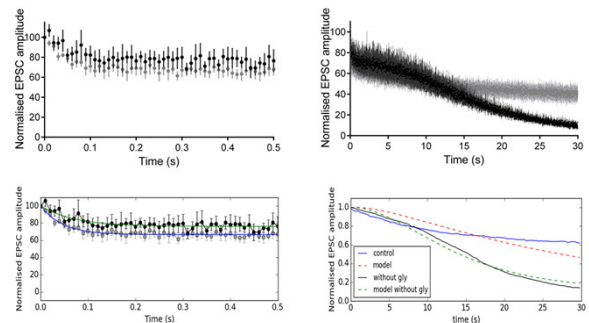 Normalised EPSC amplitude
120
100
80
60
40
20
0
0.0 0.1 0.2 0.3 0.4 0.5
Time (s)
Normalised EPSC amplitude
120
100
80
60
40
20
0
0 5 10 15 20 25 30
Time (s)
Normalised EPSC amplitude
100
80
60
40
20
0
0.0 0.1 0.2 0.3 0.4 0.5
Time (s)
Normalised EPSC amplitude
1.0
0.8
0.6
0.4
0.2
0.0
0 5 10 15 20 25 30
time (s)
control
model
without gly
model without gly